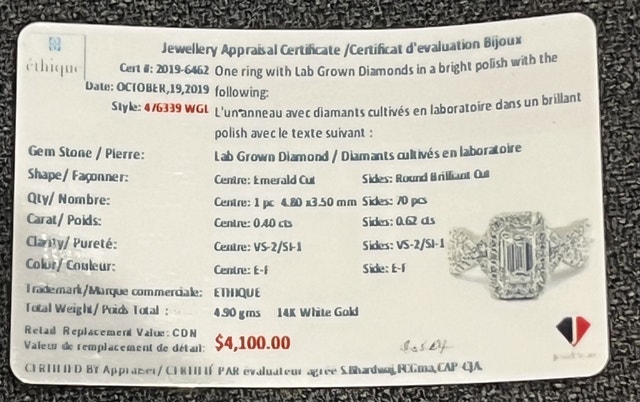 Jewellery Appraisal Certificate /Certificat d'evaluation Bijoux
éthique
Cert #: 2019-6462 One ring with Lab Grown Diamonds in a bright polish with the
Date: OCTOBER,19,2019 following:
Style: 4/6339 WGL L'un anneau avec diamants cultivés en laboratoire dans un brillant
polish avec le texte suivant :
Gem Stone / Pierre: Lab Grown Diamond / Diamants cultivés en laboratoire
Shape/ Façonner: Centre: Emerald Cut Sides: Round Brilliant Cut
Qty/ Nombre: Centre: 1 pc 4.80 x3.50 mm Sides: 70 pcs
Carat/ Poids: Centre: 0.40 cts Sides: 0.62 cts
Clarity/ Pureté: Centre: VS-2/SI-1 Sides: VS-2/SI-1
Color/ Couleur: Centre: E-F Side: E-F
Trademark/Marque commerciale: ETHIQUE
Total Weight/ Poids Total : 4.90 gms 14K White Gold
Retail Replacement Value: CDN
Valeur de remplacement de détail: $4,100.00
CERTIFIED BY Appraiser/ CERTIFIÉ PAR évaluateur agréé S.Bhardwaj, FCGma, CAP -CJA.